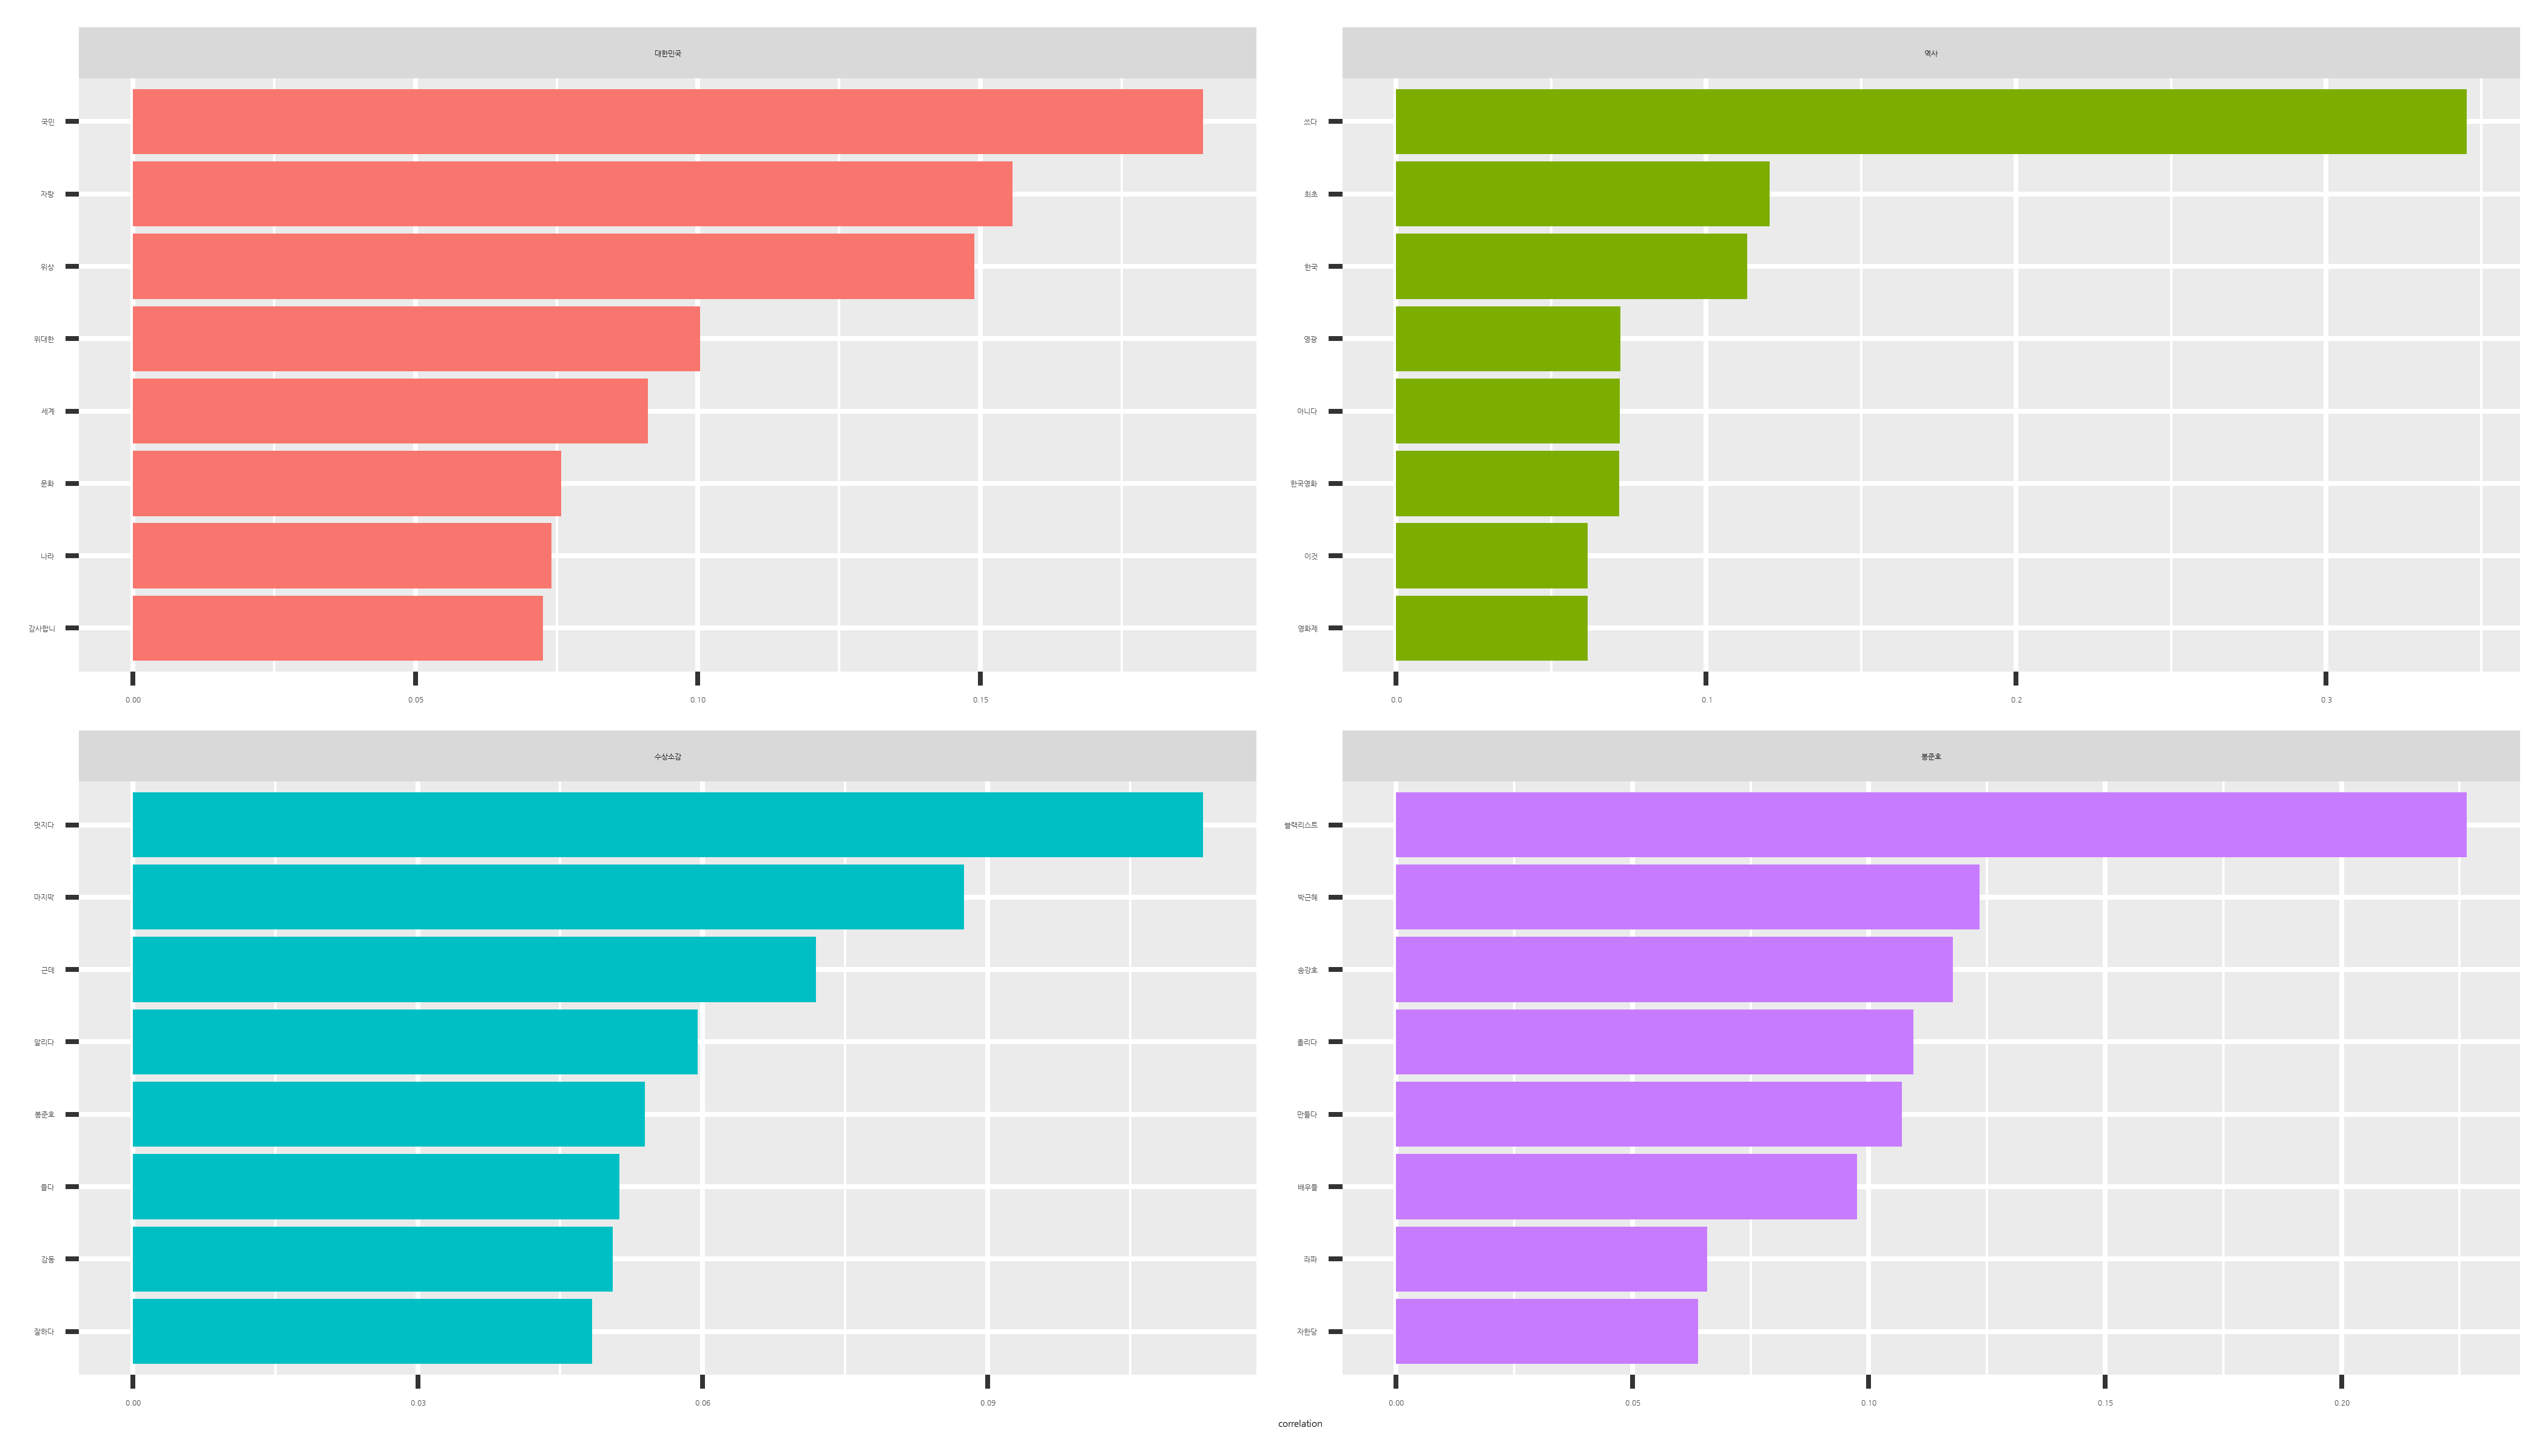 대한민국
국민
자랑
위상
위대한
세계
문화
나라
감사합니
0.00 0.05 0.10 0.15
역사
쓰다
최초
한국
영광
아니다
한국영화
이것
영화제
0.0 0.1 0.2 0.3
수상소감
멋지다
마지막
근데
알리다
봉준호
들다
감동
잘하다
0.00 0.03 0.06 0.09
봉준호
블랙리스트
박근혜
송강호
올리다
만들다
배우들
좌파
자한당
0.00 0.05 0.10 0.15 0.20
correlation